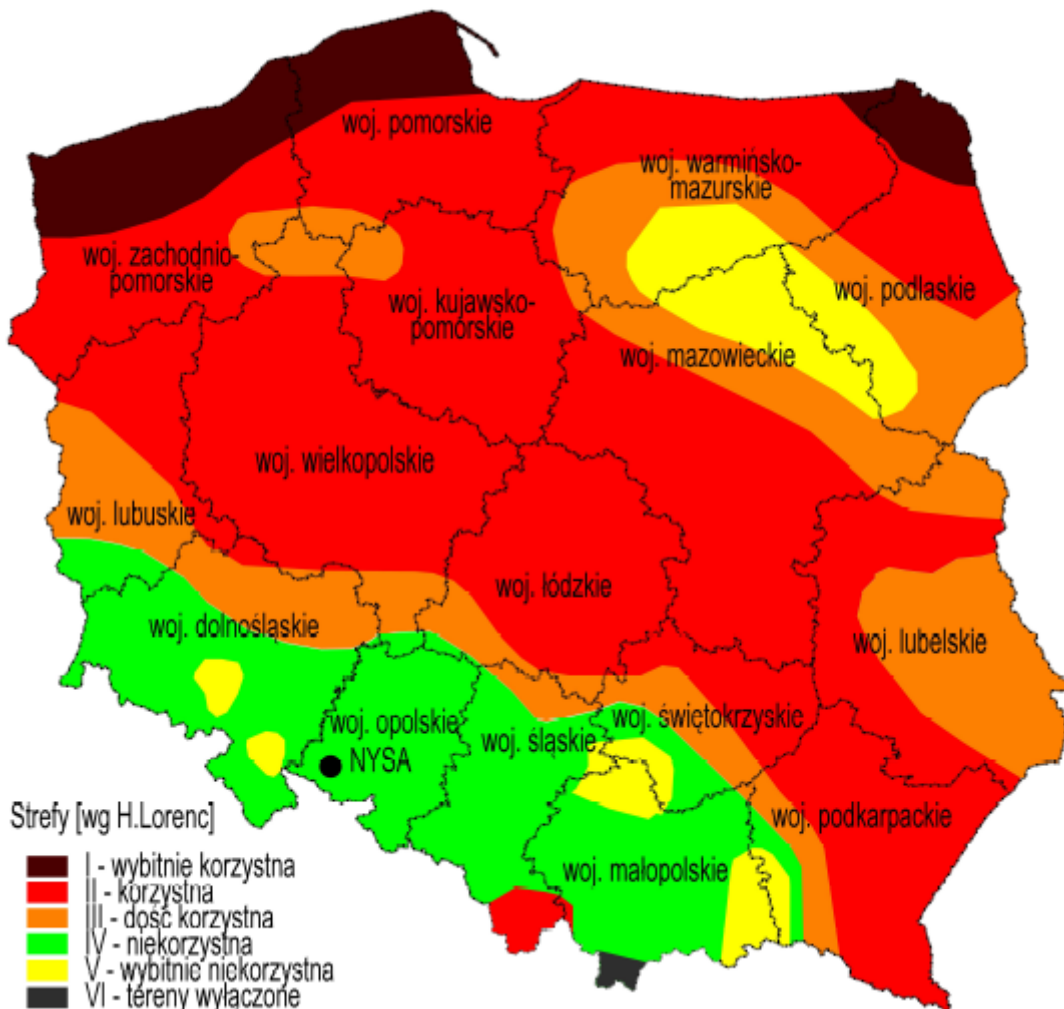 woj. pomorskie
woj. warmińsko-
mazurskie
woj. zachodnio-
pomorskie
woj. kujawsko-
pomorskie
woj. podlaskie
woj. mazowieckie
woj. wielkopolskie
woj. lubuskie
woj. łódzkie
woj. dolnośląskie
woj. lubelskie
woj. opolskie
woj. śląskie
woj. świętokrzyskie
NYSA
woj. podkarpackie
woj. małopolskie
Strefy [wg H.Lorenc]
I - wybitnie korzystna
II - korzystna
III - dość korzystna
IV - niekorzystna
V - wybitnie niekorzystna
VI - tereny wyłączone